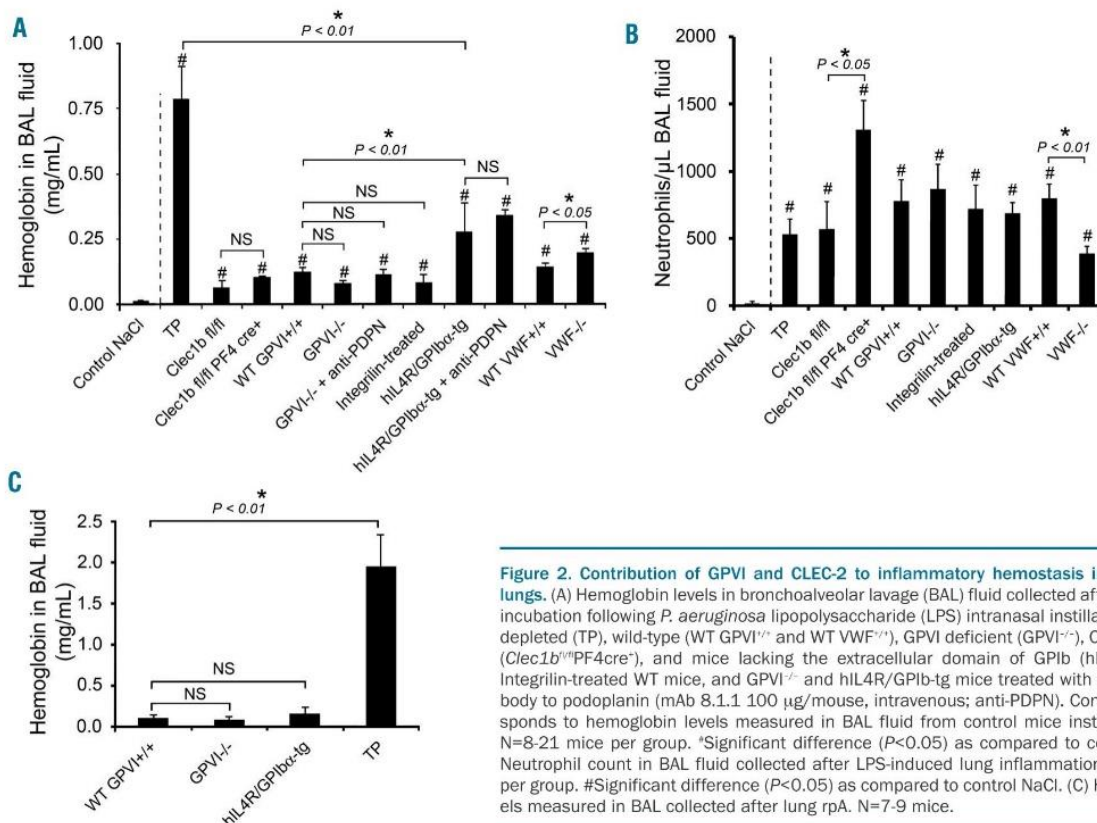 A
Hemoglobin in BAL fluid
(mg/mL)
1.00
0.75
0.50
0.25
0.00
*
P < 0.01
#
*
P < 0.01
NS
NS
NS
NS
NS
*
P < 0.05
# # # # # # # # # #
Control NaCl
TP
Clec1b fl/fl
Clec1b fl/fl PF4 cre+
WT GPVI+/+
GPVI-/-
GPVI-/- + anti-PDPN
Integrilin-treated
hIL4R/GPIbα-tg
hIL4R/GPIbα-tg + anti-PDPN
WT VWF+/+
VWF-/-
B
Neutrophils/µL BAL fluid
2000
1500
1000
500
0
*
P < 0.05
*
P < 0.01
# # # # # # # # #
Control NaCl
TP
Clec1b fl/fl
Clec1b fl/fl PF4 cre+
WT GPVI+/+
GPVI-/-
Integrilin-treated
hIL4R/GPIbα-tg
WT VWF+/+
VWF-/-
C
Hemoglobin in BAL fluid
(mg/mL)
2.5
2.0
1.5
1.0
0.5
0.0
*
P < 0.01
NS
NS
WT GPVI+/+
GPVI-/-
hIL4R/GPIbα-tg
TP
Figure 2. Contribution of GPVI and CLEC-2 to inflammatory hemostasis i
lungs. (A) Hemoglobin levels in bronchoalveolar lavage (BAL) fluid collected af
incubation following P. aeruginosa lipopolysaccharide (LPS) intranasal instilla
depleted (TP), wild-type (WT GPVI+/+ and WT VWF+/+), GPVI deficient (GPVI-/-), C
(Clec1bfl/flPF4cre+), and mice lacking the extracellular domain of GPIb (h
Integrilin-treated WT mice, and GPVI-/- and hIL4R/GPIb-tg mice treated with
body to podoplanin (mAb 8.1.1 100 µg/mouse, intravenous; anti-PDPN). Con
sponds to hemoglobin levels measured in BAL fluid from control mice inst
N=8-21 mice per group. *Significant difference (P<0.05) as compared to c
Neutrophil count in BAL fluid collected after LPS-induced lung inflammation
per group. #Significant difference (P<0.05) as compared to control NaCl. (C) H
els measured in BAL collected after lung rpA. N=7-9 mice.